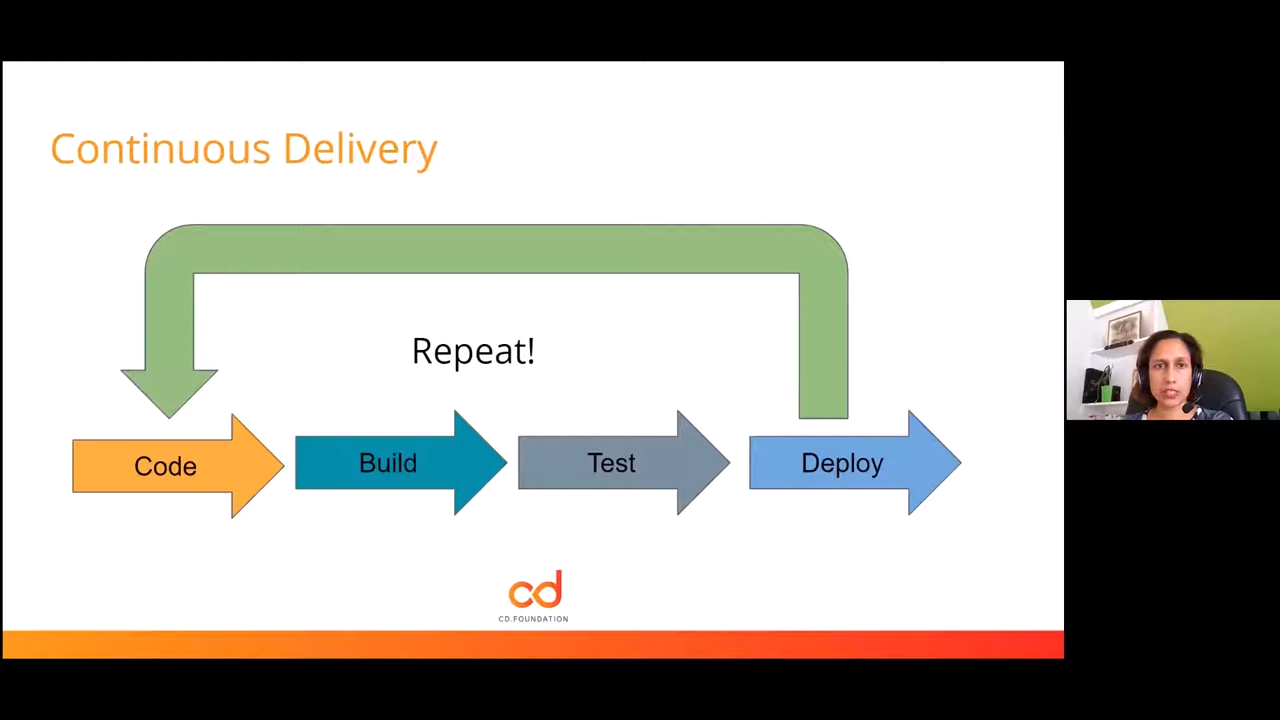 Continuous Delivery
Repeat!
Code
Build
Test
Deploy
cd
CD.FOUNDATION